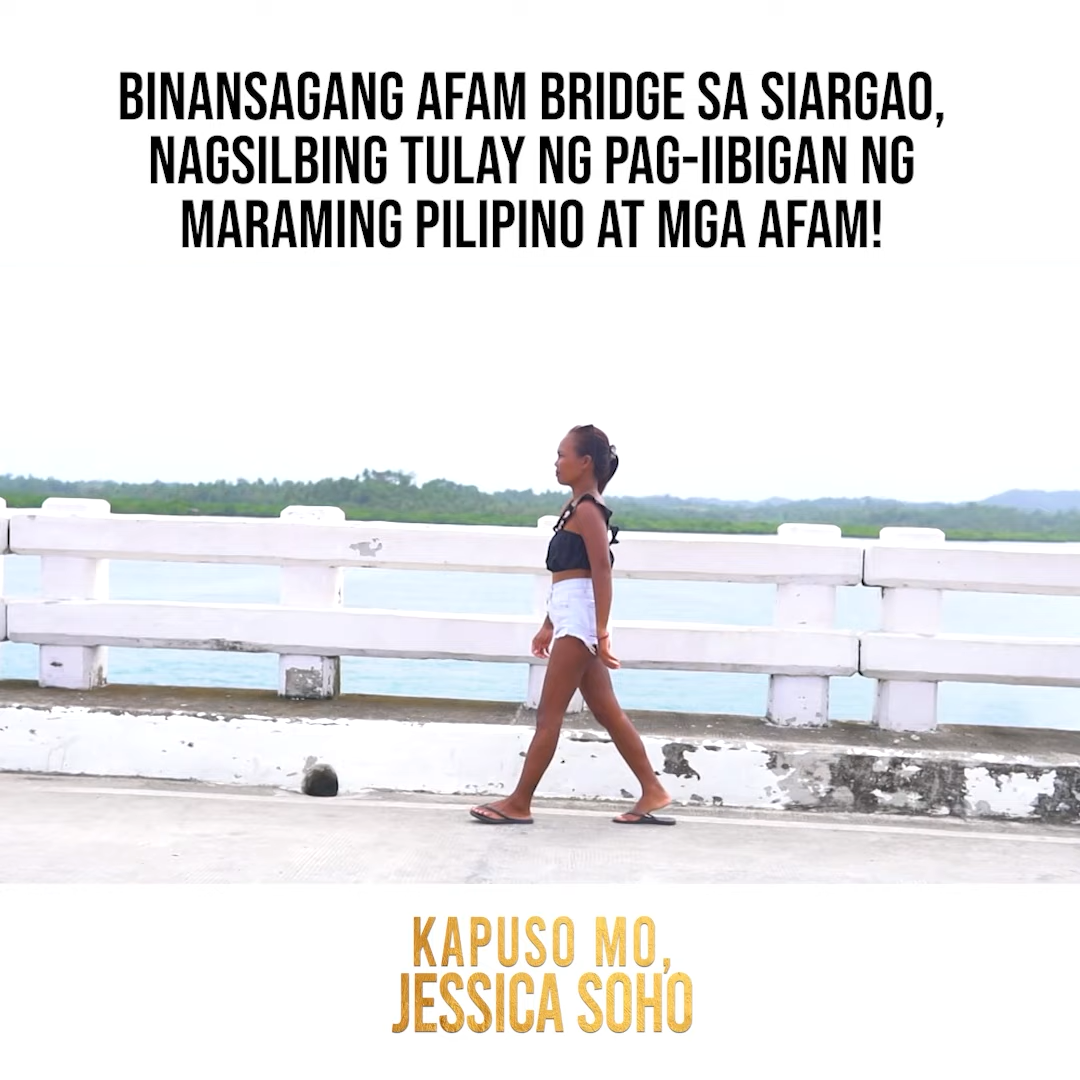 BINANSAGANG AFAM BRIDGE SA SIARGAO,
NAGSILBING TULAY NG PAG-IIBIGAN NG
MARAMING PILIPINO AT MGA AFAM!
KAPUSO MO,
JESSICA SOHO